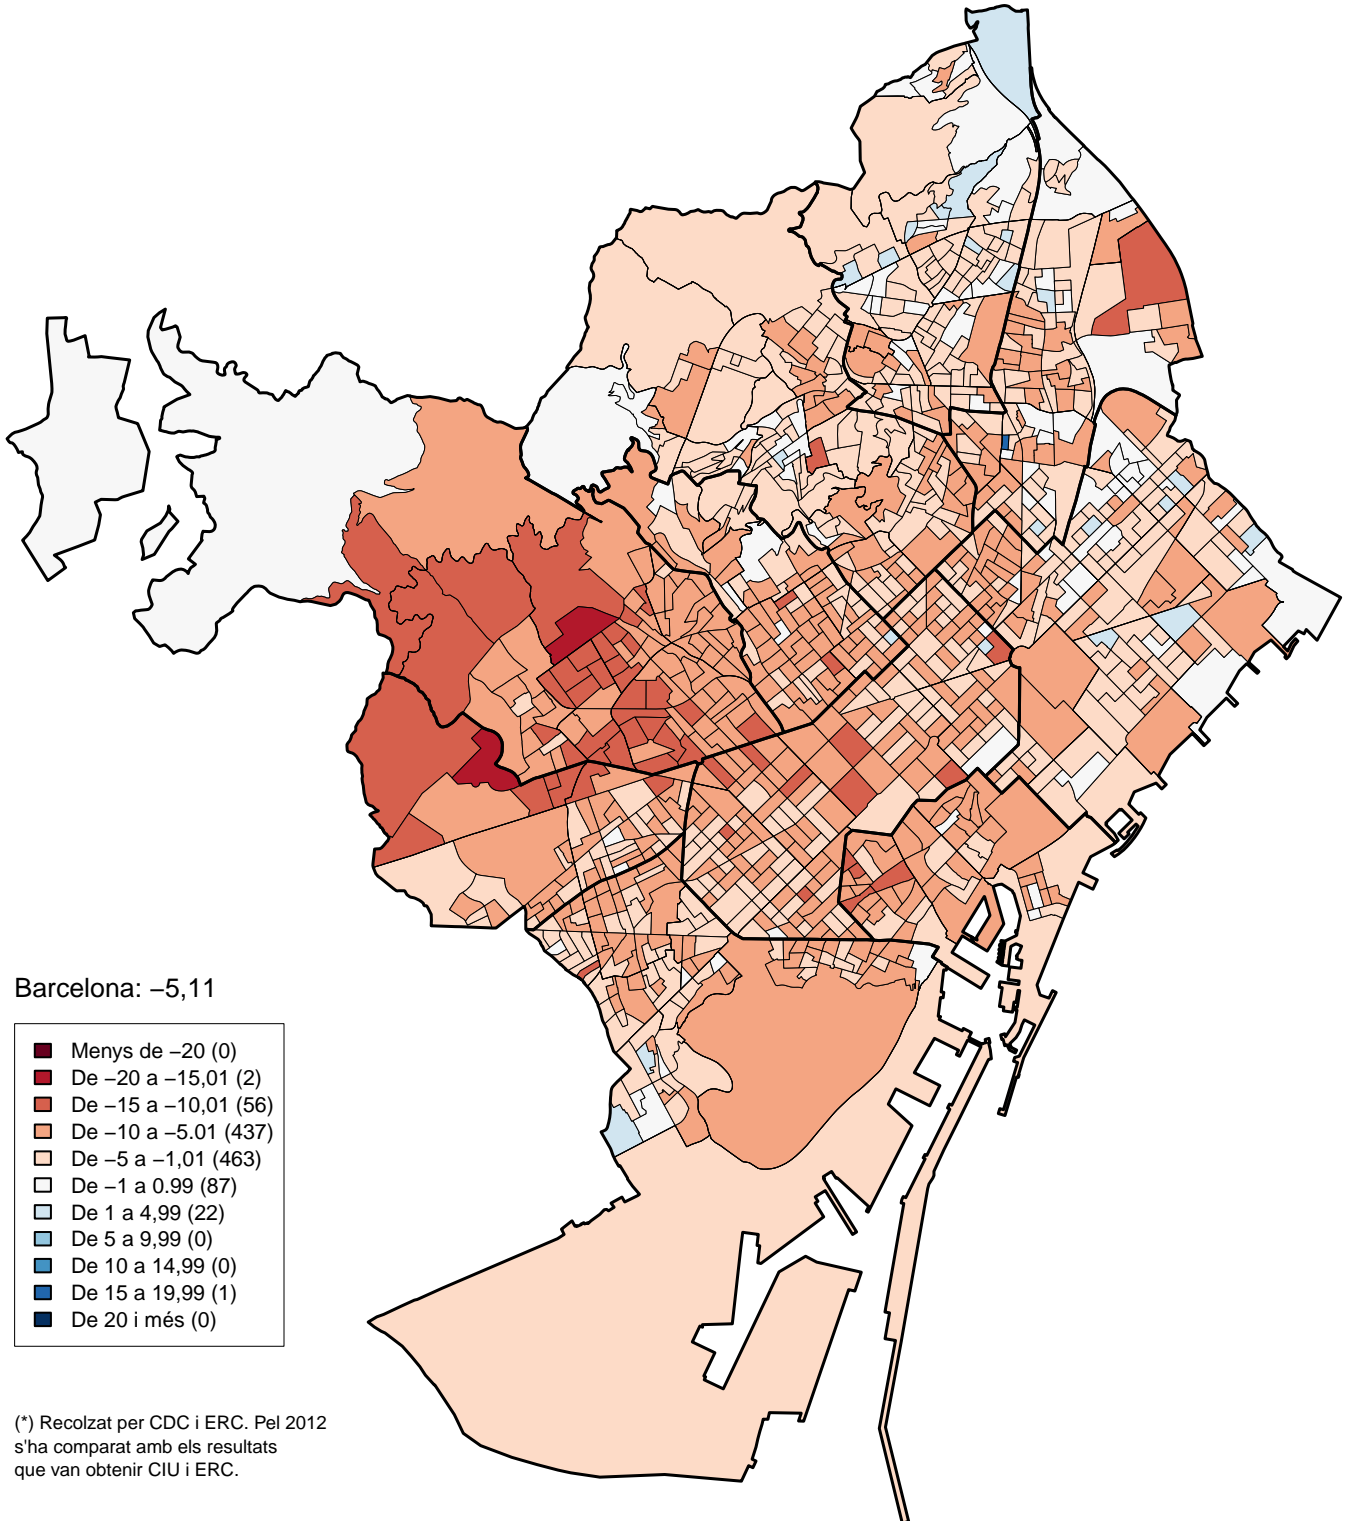 Barcelona: −5,11
Menys de −20 (0)
De −20 a −15,01 (2)
De −15 a −10,01 (56)
De −10 a −5.01 (437)
De −5 a −1,01 (463)
De −1 a 0.99 (87)
De 1 a 4,99 (22)
De 5 a 9,99 (0)
De 10 a 14,99 (0)
De 15 a 19,99 (1)
De 20 i més (0)
(*) Recolzat per CDC i ERC. Pel 2012
s'ha comparat amb els resultats
que van obtenir CIU i ERC.